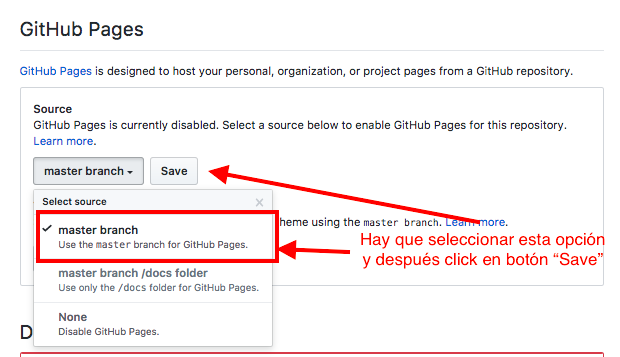 GitHub Pages
GitHub Pages is designed to host your personal, organization, or project pages from a GitHub repository.
Source
GitHub Pages is currently disabled. Select a source below to enable GitHub Pages for this repository.
Learn more.
master branch
Save
Select source
heme using the master branch. Learn more.
master branch
Use the master branch for GitHub Pages.
Hay que seleccionar esta opción
y después click en botón “Save”
master branch /docs folder
Use only the /docs folder for GitHub Pages.
None
Disable GitHub Pages.
D